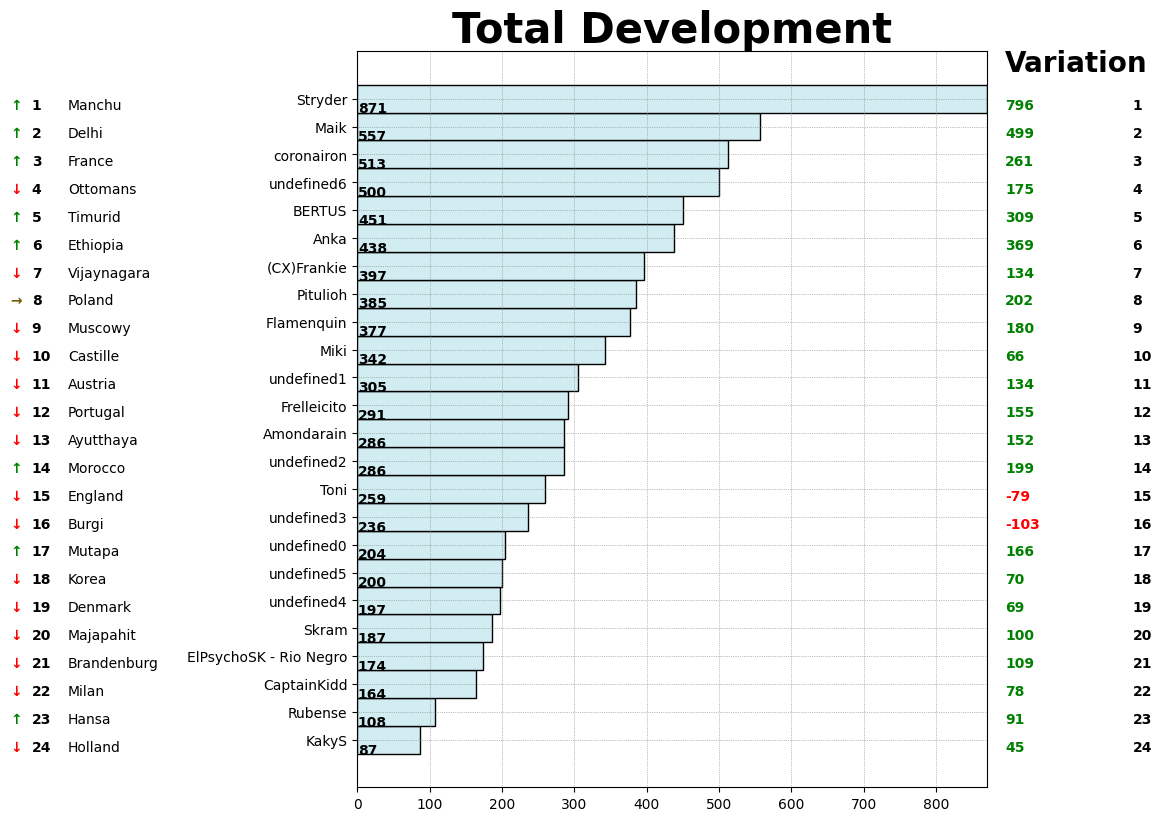 Total Development
Variation
↑ 1 Manchu Stryder 871 796 1
↑ 2 Delhi Maik 557 499 2
↑ 3 France coronairon 513 261 3
↓ 4 Ottomans undefined6 500 175 4
↑ 5 Timurid BERTUS 451 309 5
↑ 6 Ethiopia Anka 438 369 6
↓ 7 Vijaynagara (CX)Frankie 397 134 7
→ 8 Poland Pitulioh 385 202 8
↓ 9 Muscowy Flamenquin 377 180 9
↓ 10 Castille Miki 342 66 10
↓ 11 Austria undefined1 305 134 11
↓ 12 Portugal Frelleicito 291 155 12
↓ 13 Ayutthaya Amondarain 286 152 13
↑ 14 Morocco undefined2 286 199 14
↓ 15 England Toni 259 -79 15
↓ 16 Burgi undefined3 236 -103 16
↑ 17 Mutapa undefined0 204 166 17
↓ 18 Korea undefined5 200 70 18
↓ 19 Denmark undefined4 197 69 19
↓ 20 Majapahit Skram 187 100 20
↓ 21 Brandenburg ElPsychoSK - Rio Negro 174 109 21
↓ 22 Milan CaptainKidd 164 78 22
↑ 23 Hansa Rubense 108 91 23
↓ 24 Holland KakyS 87 45 24
0 100 200 300 400 500 600 700 800